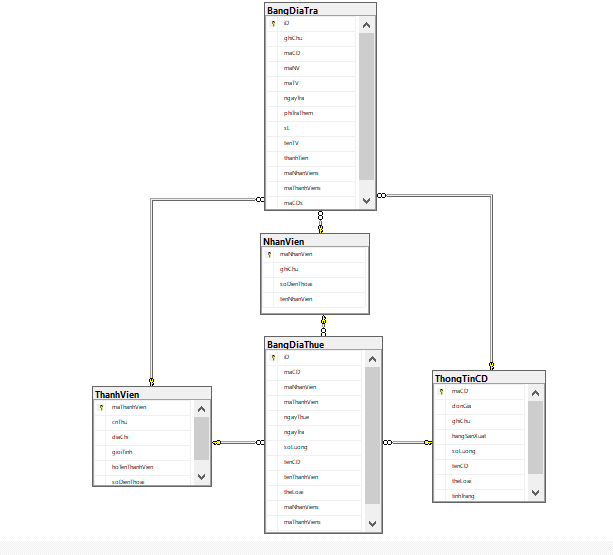 BangDiaTra
ID
ghiChu
maCD
maNV
maTV
ngayTra
phiTraThem
sL
tenTV
thanhTien
maNhanViens
maThanhViens
maCDs
NhanVien
maNhanVien
ghiChu
soDienThoai
tenNhanVien
BangDiaThue
ID
maCD
maNhanVien
maThanhVien
ngayThue
ngayTra
soLuong
tenCD
tenThanhVien
theLoai
maNhanViens
maThanhViens
ThanhVien
maThanhVien
cmThu
diaChi
gioiTinh
hoTenThanhVien
soDienThoai
ThongTinCD
maCD
donGia
ghiChu
hangSanXuat
soLuong
tenCD
theLoai
tinhTrang